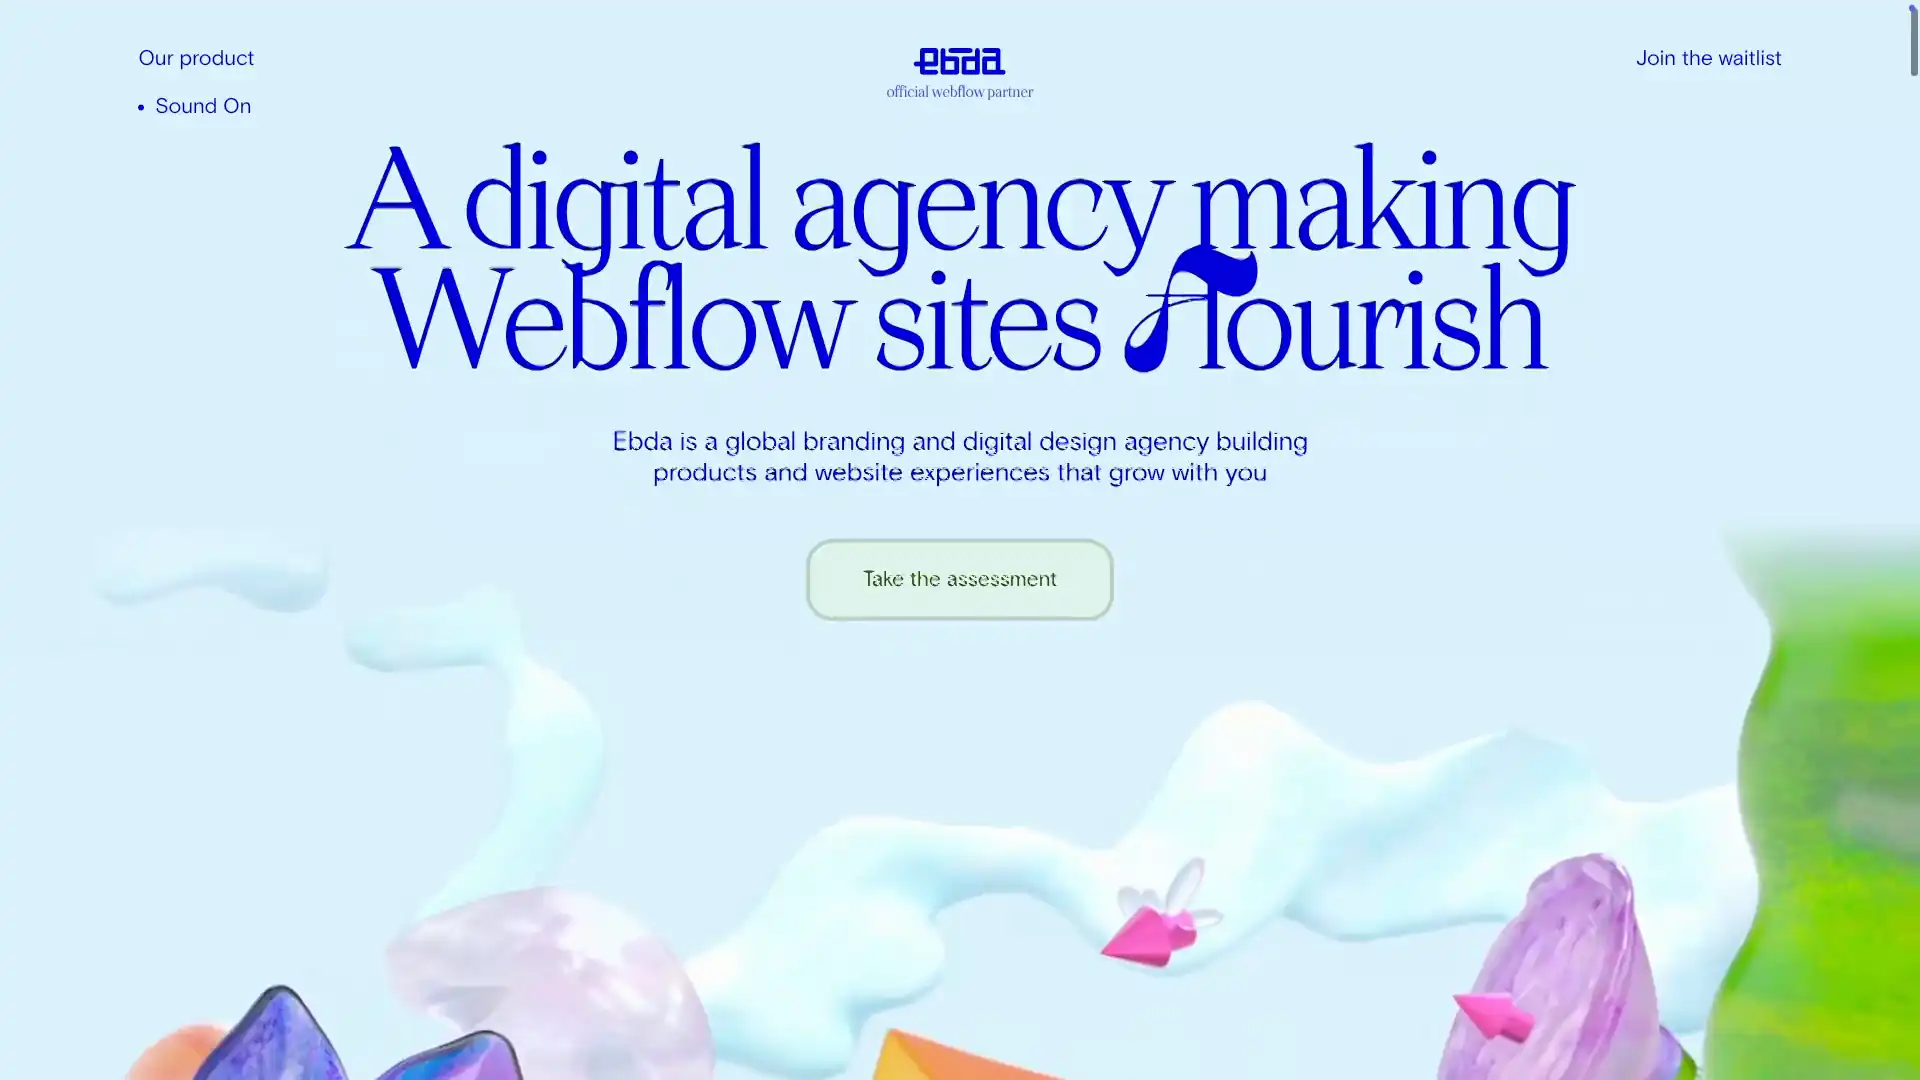 Our product
ebda
official webflow partner
Join the waitlist
Sound On
A digital agency making
Webflow sites flourish
Ebda is a global branding and digital design agency building
products and website experiences that grow with you
Take the assessment